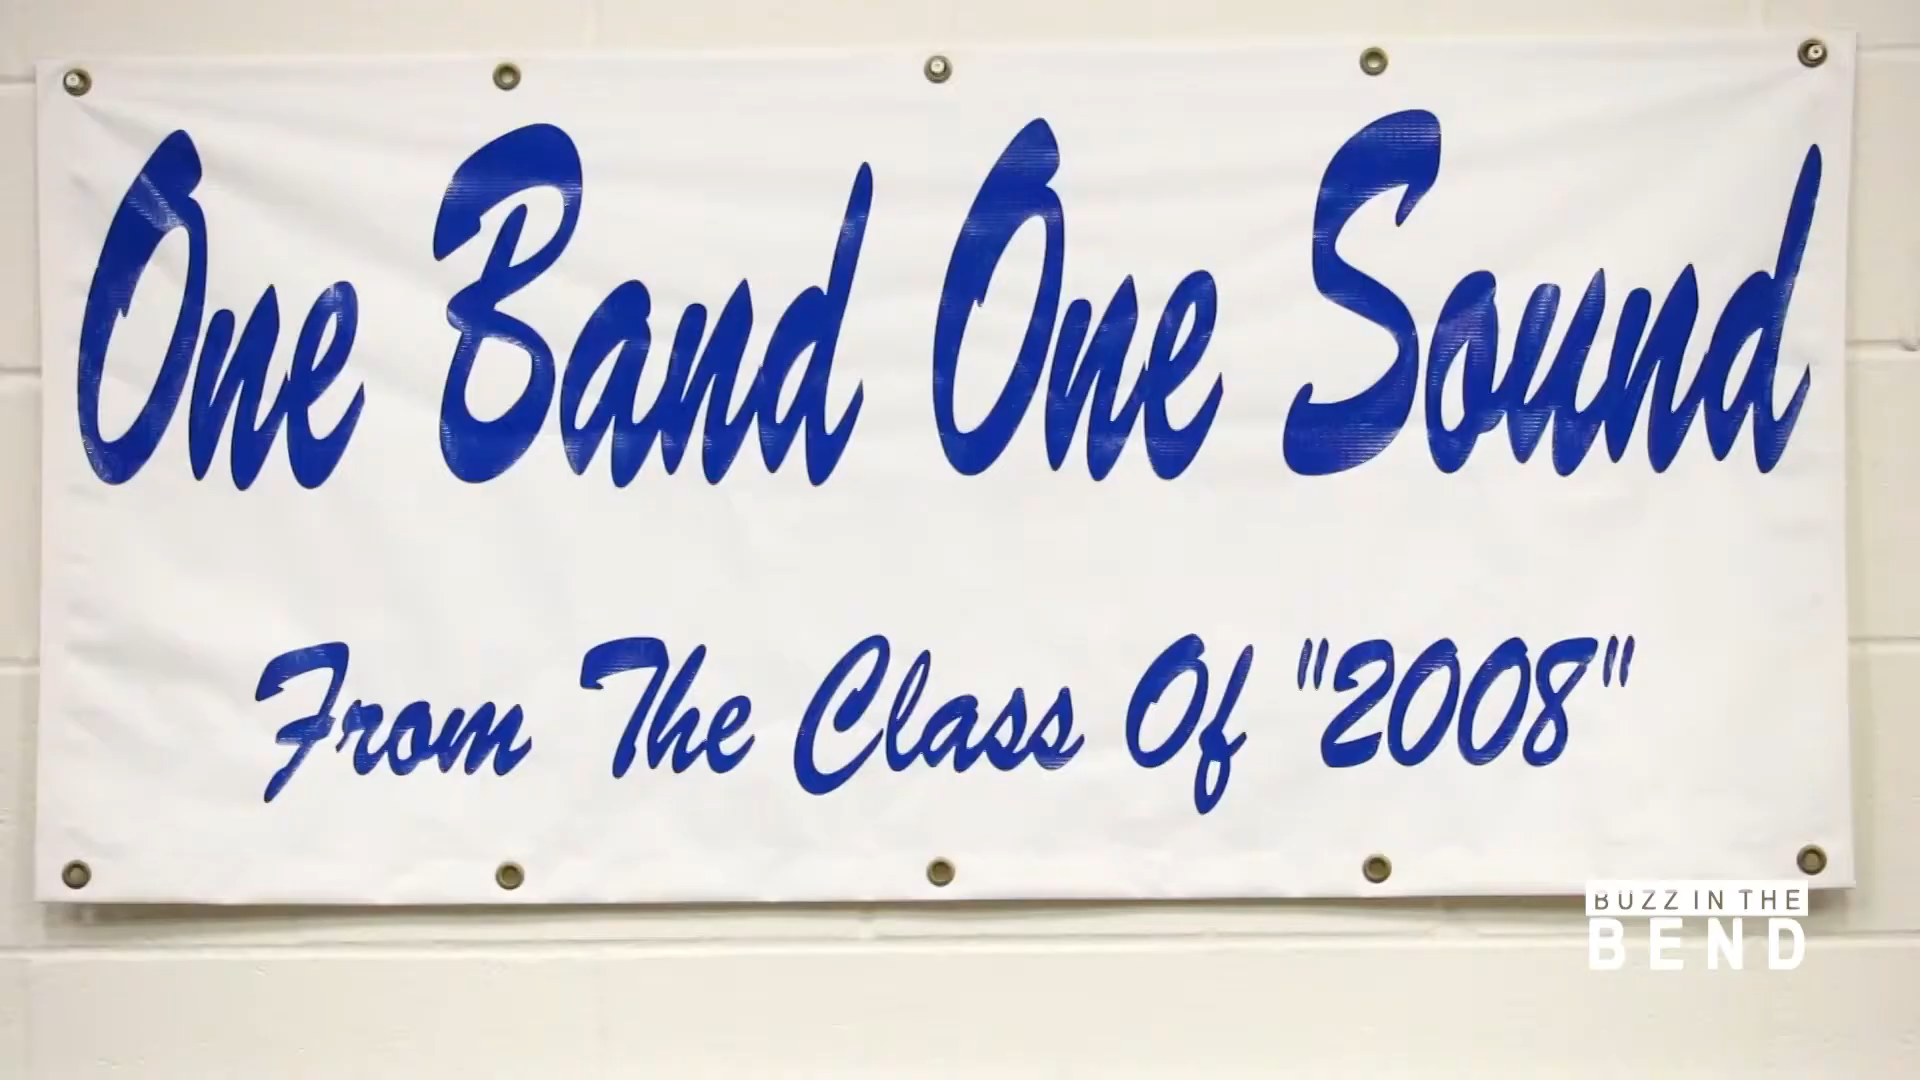 One Band One Sound
From The Class Of "2008"
BUZZ IN THE
BEND